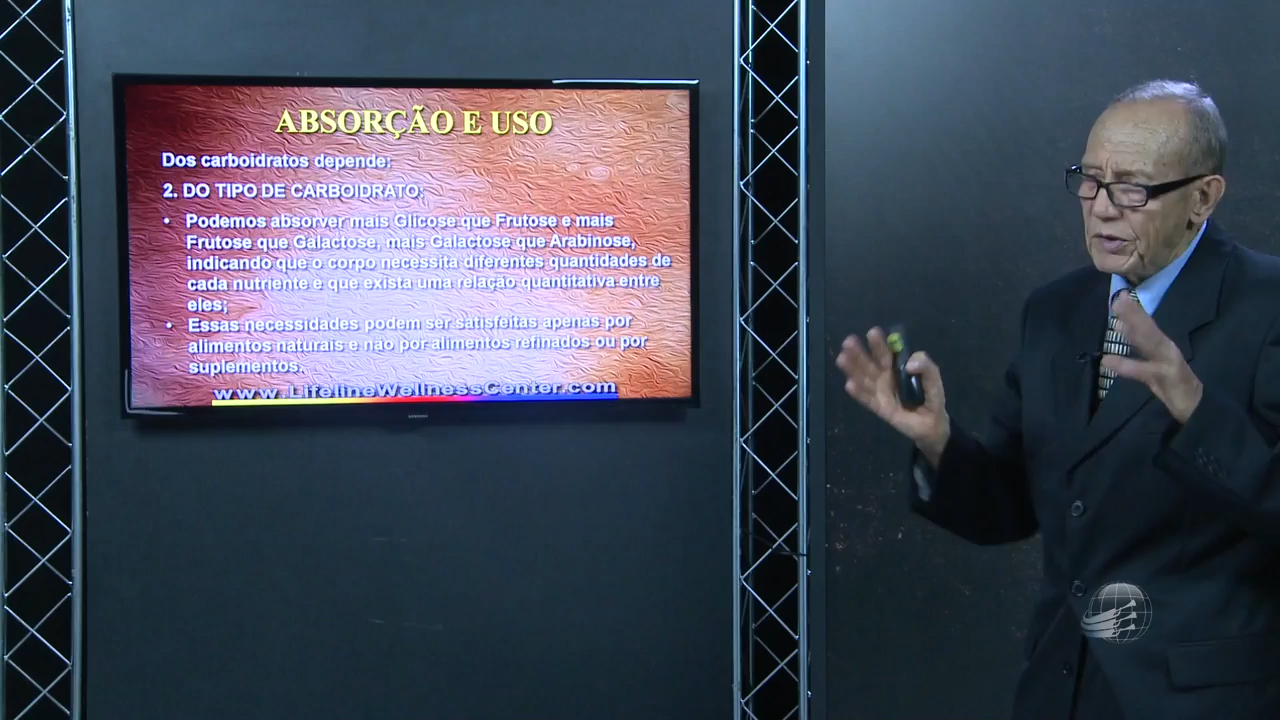 ABSORÇÃO E USO
Dos carboidratos depende:
2. DO TIPO DE CARBOIDRATO:
• Podemos absorver mais Glicose que Frutose e mais
Frutose que Galactose, mais Galactose que Arabinose,
indicando que o corpo necessita diferentes quantidades de
cada nutriente e que exista uma relação quantitativa entre
eles;
• Essas necessidades podem ser satisfeitas apenas por
alimentos naturais e não por alimentos refinados ou por
suplementos.
www.LifelineWellnessCenter.com
SAMSUNG